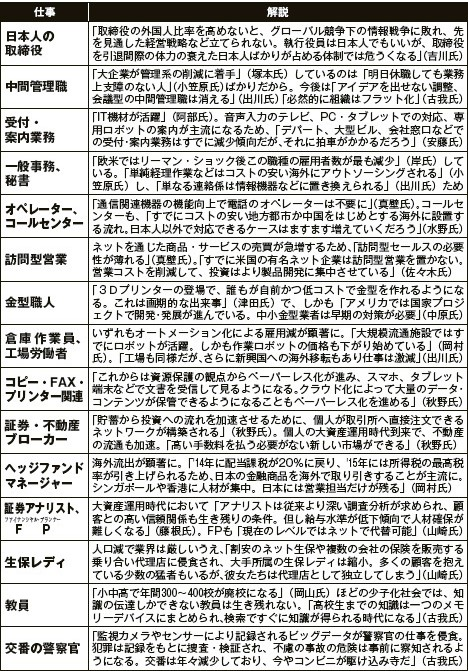 仕事
解説
日本人の
取締役
「取締役の外国人比率を高めないと、グローバル競争下の情報戦争に敗れ、先
を見通した経営戦略など立てられない。執行役員は日本人でもいいが、取締役
を引退間際の体力の衰えた日本人ばかりが占める体制では危うくなる」(吉川氏)
中間管理職
「大企業が管理系の削減に着手」(塚本氏)しているのは「明日休職しても業務
上支障のない人」(小笠原氏)ばかりだから。今後は「アイデアを出せない調整、
会議型の中間管理職は消える」(出川氏)「必然的に組織はフラット化」(古我氏)
受付・
案内業務
「IT機材が活躍」(阿部氏)。音声入力のテレビ、PC・タブレットでの対応、専
用ロボットの案内が主流になるため、「デパート、大型ビル、会社窓口などで
の受付・案内業務はすでに減少傾向だが、それに拍車がかかるだろう」(安藤氏)
一般事務、
秘書
「欧米ではリーマン・ショック後この職種の雇用者数が最も減少」(岸氏)して
いる。「単純経理作業などはコストの安い海外にアウトソーシングされる」(小
笠原氏)し、「単なる連絡は情報機器などに置き換えられる」(出川氏)ため
オペレーター、
コールセンター
「通信関連機器の機能向上で電話のオペレーターは不要に」(真壁氏)。コールセ
ンターも、「すでにコストの安い地方都市か中国をはじめとする海外に設置す
る流れ。日本人以外で対応できるケースはますます増えていくだろう」(水野氏)
訪問型営業
ネットを通じた商品・サービスの売買が急増するため、「訪問型セールスの必要
性が薄れる」(真壁氏)。「すでに米国の有名ネット企業は訪問型営業を置かない。
営業コストを削減して、投資はより製品開発に集中させている」(佐々木氏)
金型職人
「3Dプリンターの登場で、誰もが自前かつ低コストで金型を作れるようにな
る。これは画期的な出来事」(津田氏)で、しかも「アメリカでは国家プロジェ
クトで開発・発展が進んでいる。中小金型業者は早期の対策が必要」(中原氏)
倉庫作業員、
工場労働者
いずれもオートメーション化による雇用減が顕著に。「大規模流通施設ではす
でにロボットが活躍。しかも作業ロボットの価格も下がり始めている」(岡村
氏)。「工場も同様だが、さらに新興国への海外移転もあり仕事は激減」(出川氏)
コピー・FAX・
プリンター関連
「これからは資源保護の観点からペーパーレス化が進み、スマホ、タブレット
端末などで文書を受信して見るようになる。クラウド化によって大量のデータ・
コンテンツが保管できるようになることもペーパーレス化を進める」(秋野氏)
証券・不動産
ブローカー
「貯蓄から投資への流れを加速させるために、個人が取引所へ直接注文できる
ネットワークが構築される」(秋野氏)。個人の大資産運用時代到来で、不動産
の流通も加速。「高い手数料を払う必要がない新しい市場ができる」(秋野氏)
ヘッジファンド
マネージャー
海外流出が顕著に。「'14年に配当課税が20%に戻り、'15年には所得税の最高税
率が引き上げられるため、日本の金融商品を海外で取り引きすることが主流に。
シンガポールや香港に人材が集中。日本には営業担当だけが残る」(岡村氏)
証券アナリスト、
ファイナンシャル・プランナー
FP
大資産運用時代において「アナリストは従来より深い調査分析が求められ、顧
客との高い信頼関係も生き残りの条件。但し給与水準が低下傾向で人材確保が
難しくなる」(藤根氏)。FPも「現在のレベルではネットで代替可能」(山崎氏)
生保レディ
人口減で業界は厳しいうえ、「割安のネット生保や複数の会社の保険を販売する
乗り合い代理店に侵食され、大手所属の生保レディは縮小。多くの顧客を抱え
ている少数の猛者もいるが、彼女たちは代理店として独立してしまう」(山崎氏)
教員
「小中高で年間300~400校が廃校になる」(岡山氏)ほどの少子化社会では、知
識の伝達しかできない教員は生き残れない。「高校生までの知識は一つのメモ
リーデバイスにまとめられ、検索ですぐに知識が得られる時代になる」(古我氏)
交番の警察官
「監視カメラやセンサーにより記録されるビッグデータが警察官の仕事を侵食。
犯罪は記録をもとに捜査・検証され、不慮の事故の危険は事前に察知されるよ
うになる。交番は年々減少しており、今やコンビニが駆け込み寺だ」(古我氏)